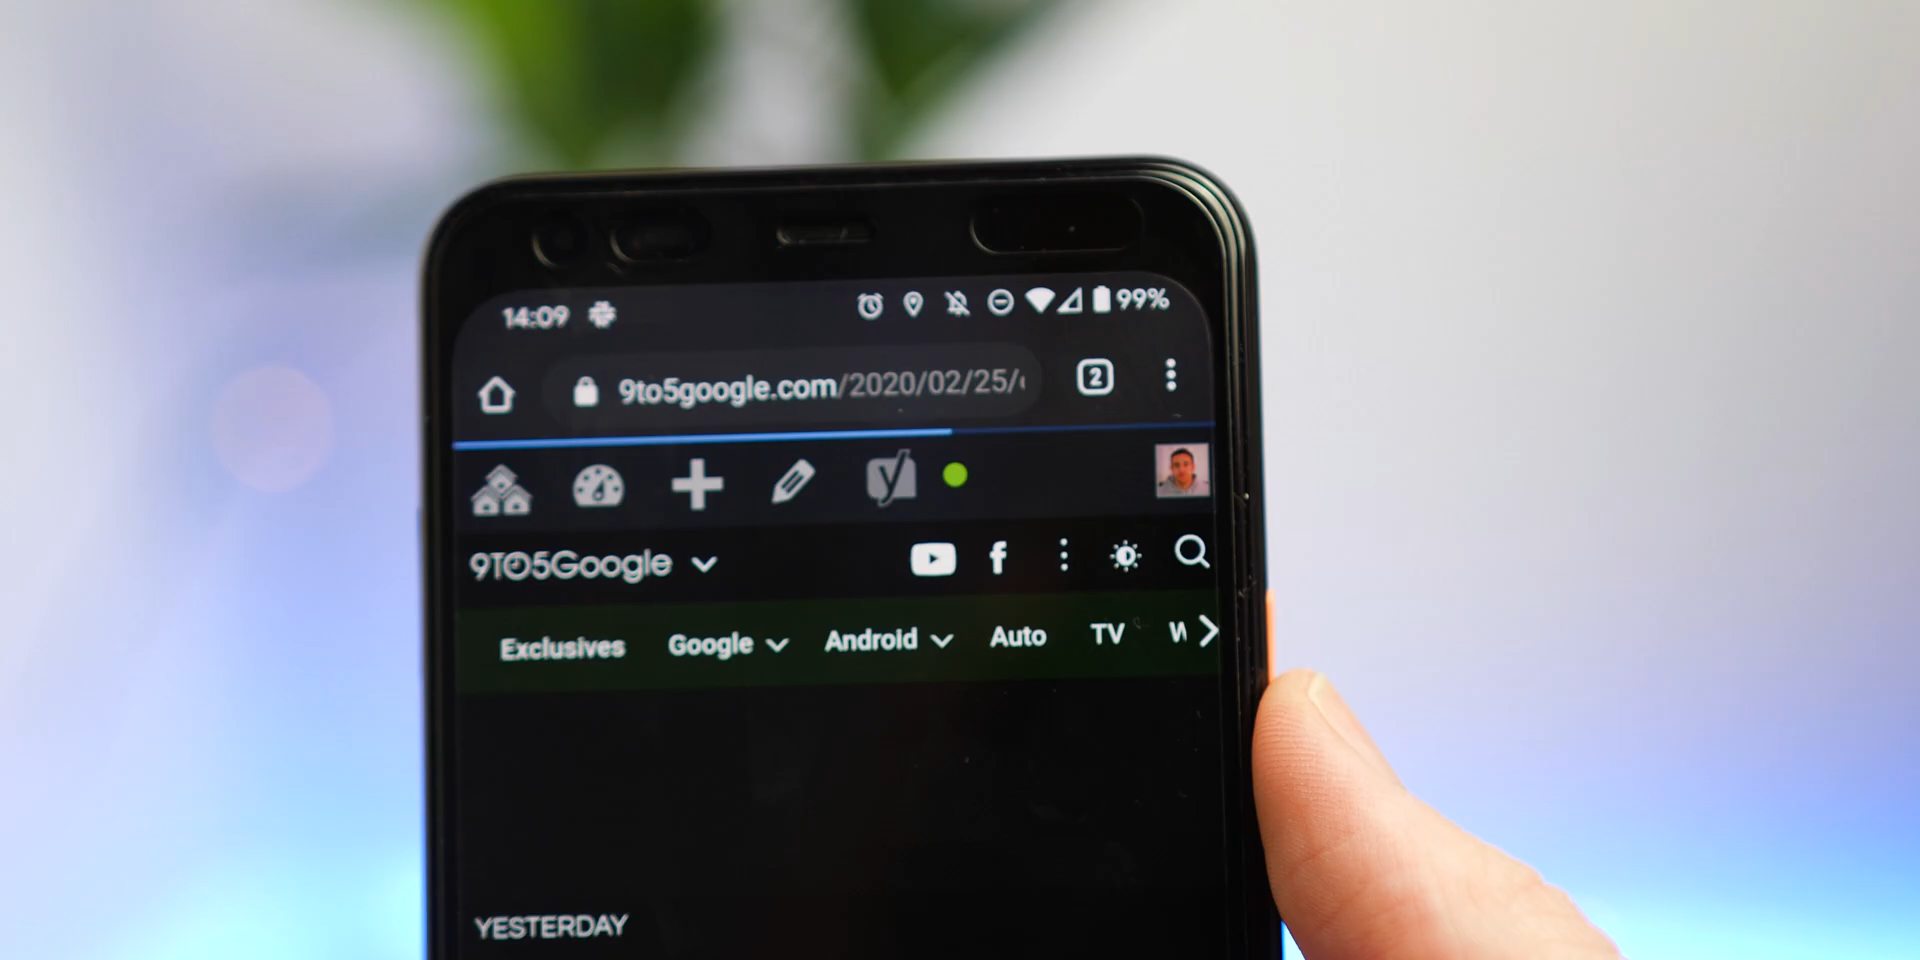 14:09 99%
9to5google.com/2020/02/25/ 2
y
9TO5Google f
Exclusives Google Android Auto TV
YESTERDAY